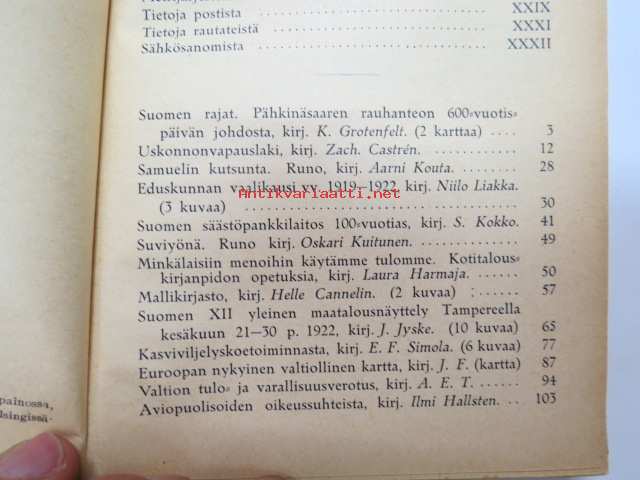 Tietoja postista XXIX
Tietoja rautateistä XXXI
Sähkösanomista XXXII
Suomen rajat. Pähkinäsaaren rauhanteon 600-vuotis-
päivän johdosta, kirj. K. Grotenfelt. (2 karttaa) .... 3
Uskonnonvapauslaki, kirj. Zach. Castrén. 12
Samuelin kutsunta. Runo, kirj. Aarni Kouta. 28
Eduskunnan vaalikausi vv. 1919–1922, kirj. Niilo Liakka.
(3 kuvaa) 30
Antikvariaatti.net
Suomen säästöpankkilaitos 100-vuotias, kirj. S. Kokko. 41
Suviyönä. Runo kirj. Oskari Kuitunen. 49
Minkälaisiin menoihin käytämme tulomme. Kotitalous-
kirjanpidon opetuksia, kirj. Laura Harmaja. 50
Mallikirjasto, kirj. Helle Cannelin. (2 kuvaa) 57
Suomen XII yleinen maatalousnäyttely Tampereella
kesäkuun 21–30 p. 1922, kirj. J. Jyske. (10 kuvaa) 65
Kasviviljelyskoetoiminnasta, kirj. E. F. Simola. (6 kuvaa) 77
Euroopan nykyinen valtiollinen kartta, kirj. J. F. (kartta) 87
Valtion tulo- ja varallisuusverotus, kirj. A. E. T. 94
Aviopuolisoiden oikeussuhteista, kirj. Ilmi Hallsten. 103
painossa,
lsingissä-